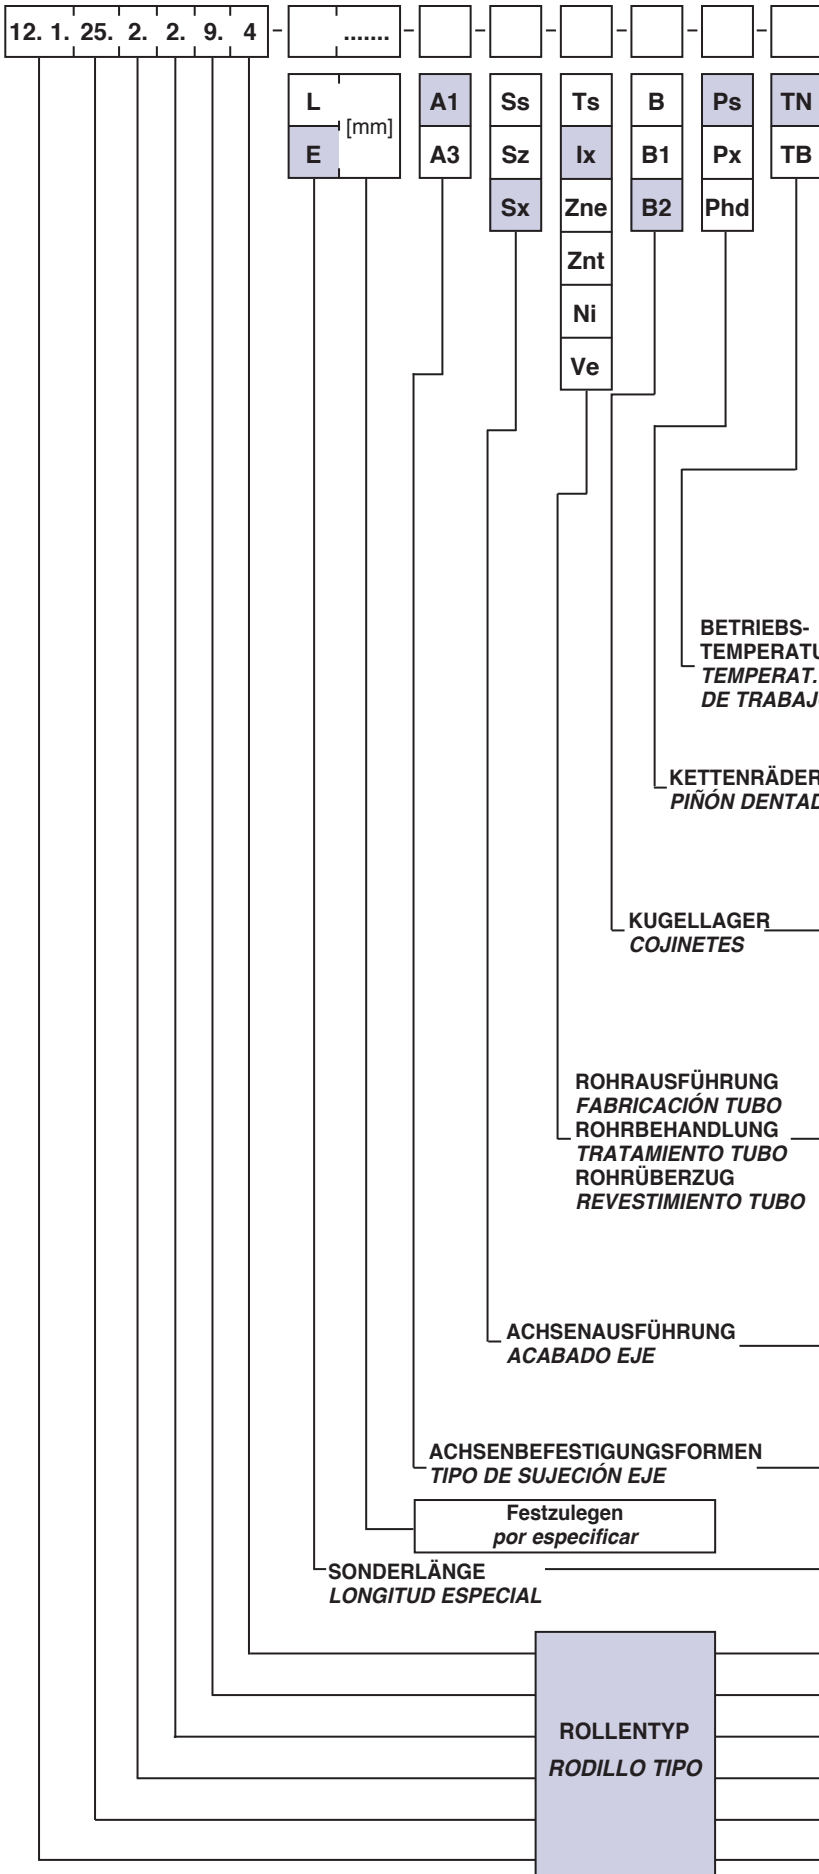 12. 1. 25. 2. 2. 9. 4 - ....... - - - - - -
L [mm] A1 Ss Ts B Ps TN
E A3 Sz Ix B1 Px TB
Sx Zne B2 Phd
Znt
Ni
Ve
BETRIEBS-
TEMPERATU
TEMPERAT.
DE TRABAJO
KETTENRÄDER
PIÑÓN DENTAD
KUGELLAGER
COJINETES
ROHRAUSFÜHRUNG
FABRICACIÓN TUBO
ROHRBEHANDLUNG
TRATAMIENTO TUBO
ROHRÜBERZUG
REVESTIMIENTO TUBO
ACHSENAUSFÜHRUNG
ACABADO EJE
ACHSENBEFESTIGUNGSFORMEN
TIPO DE SUJECIÓN EJE
Festzulegen
por especificar
SONDERLÄNGE
LONGITUD ESPECIAL
ROLLENTYP
RODILLO TIPO